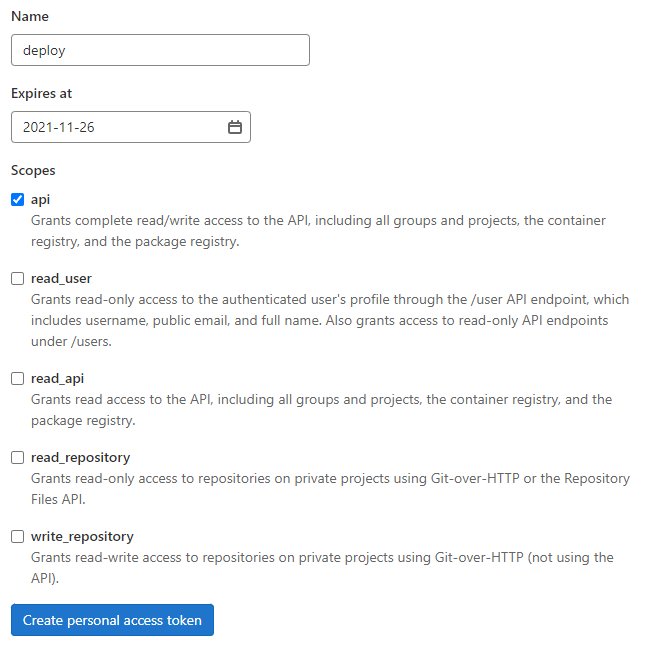 Name
deploy
Expires at
2021-11-26
Scopes
api
Grants complete read/write access to the API, including all groups and projects, the container
registry, and the package registry.
read_user
Grants read-only access to the authenticated user's profile through the /user API endpoint, which
includes username, public email, and full name. Also grants access to read-only API endpoints
under /users.
read_api
Grants read access to the API, including all groups and projects, the container registry, and the
package registry.
read_repository
Grants read-only access to repositories on private projects using Git-over-HTTP or the Repository
Files API.
write_repository
Grants read-write access to repositories on private projects using Git-over-HTTP (not using the
API).
Create personal access token